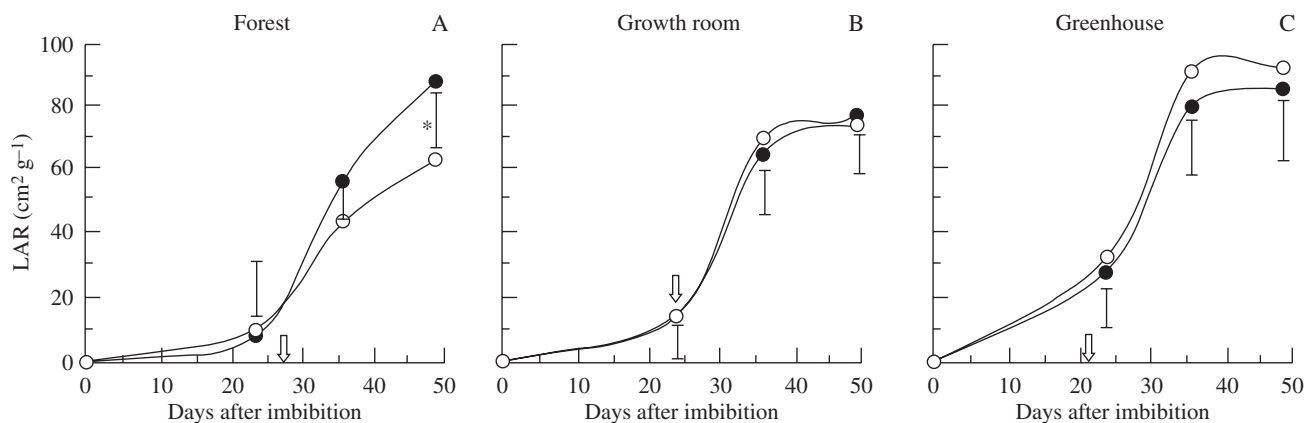 Forest A
Growth room B
Greenhouse C
LAR (cm² g⁻¹)
100
80
60
40
20
0
*
0 10 20 30 40 50
0 10 20 30 40 50
0 10 20 30 40 50
Days after imbibition
Days after imbibition
Days after imbibition